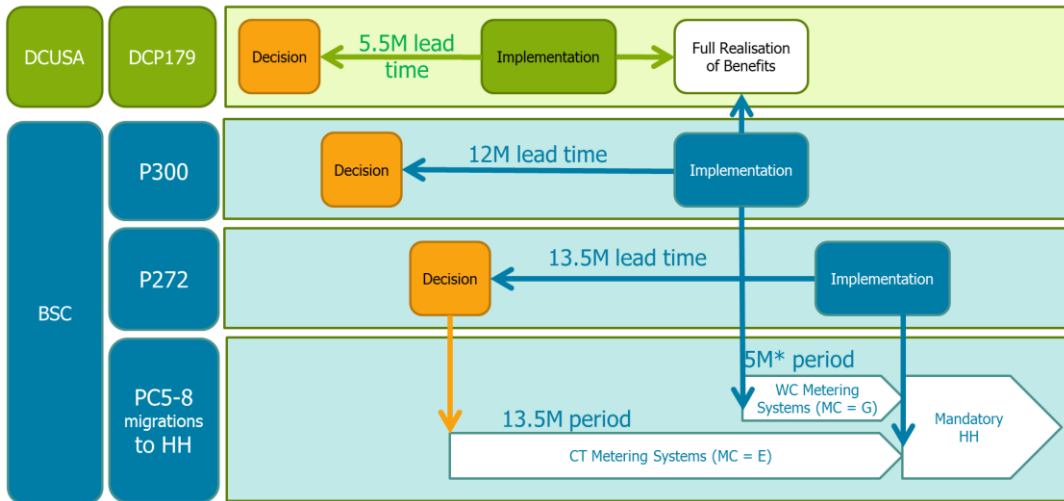 DCUSA
DCP179
Decision
5.5M lead
time
Implementation
Full Realisation
of Benefits
BSC
P300
Decision
12M lead time
Implementation
P272
Decision
13.5M lead time
Implementation
PC5-8
migrations
to HH
5M* period
WC Metering
Systems (MC = G)
Mandatory
HH
13.5M period
CT Metering Systems (MC = E)